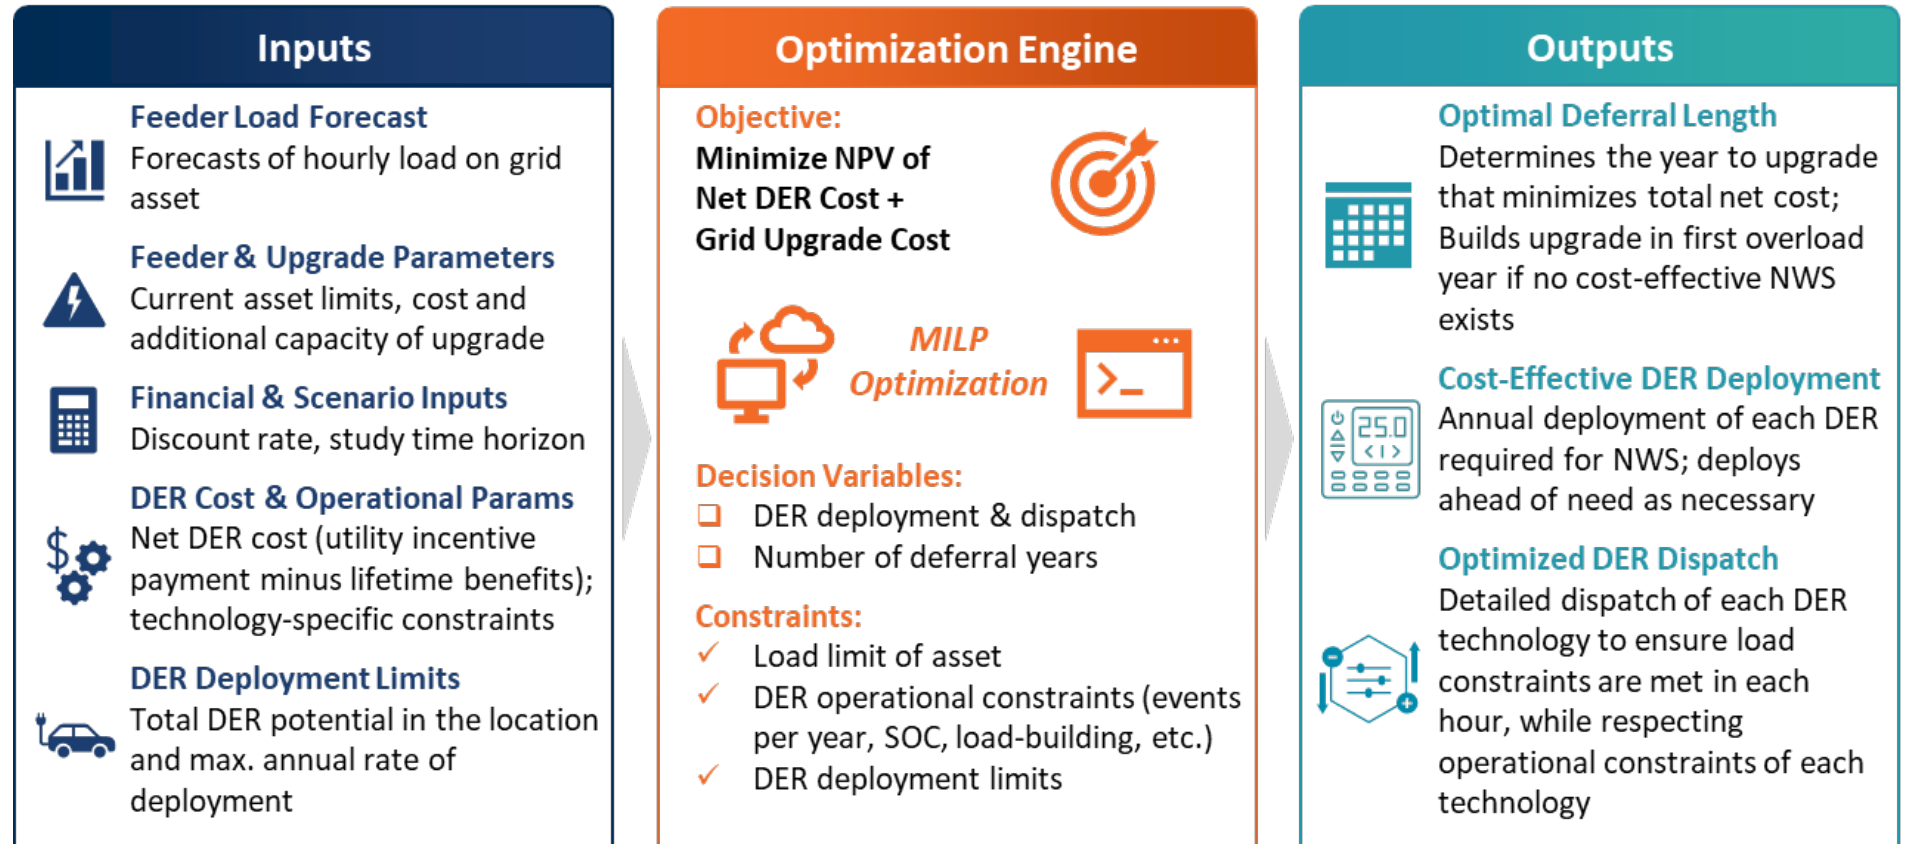 Inputs
Feeder Load Forecast
Forecasts of hourly load on grid
asset
Feeder & Upgrade Parameters
Current asset limits, cost and
additional capacity of upgrade
Financial & Scenario Inputs
Discount rate, study time horizon
DER Cost & Operational Params
Net DER cost (utility incentive
payment minus lifetime benefits);
technology-specific constraints
DER Deployment Limits
Total DER potential in the location
and max. annual rate of
deployment
Optimization Engine
Objective:
Minimize NPV of
Net DER Cost +
Grid Upgrade Cost
MILP
Optimization
Decision Variables:
DER deployment & dispatch
Number of deferral years
Constraints:
Load limit of asset
DER operational constraints (events
per year, SOC, load-building, etc.)
DER deployment limits
Outputs
Optimal Deferral Length
Determines the year to upgrade
that minimizes total net cost;
Builds upgrade in first overload
year if no cost-effective NWS
exists
Cost-Effective DER Deployment
25.0
Annual deployment of each DER
required for NWS; deploys
ahead of need as necessary
Optimized DER Dispatch
Detailed dispatch of each DER
technology to ensure load
constraints are met in each
hour, while respecting
operational constraints of each
technology